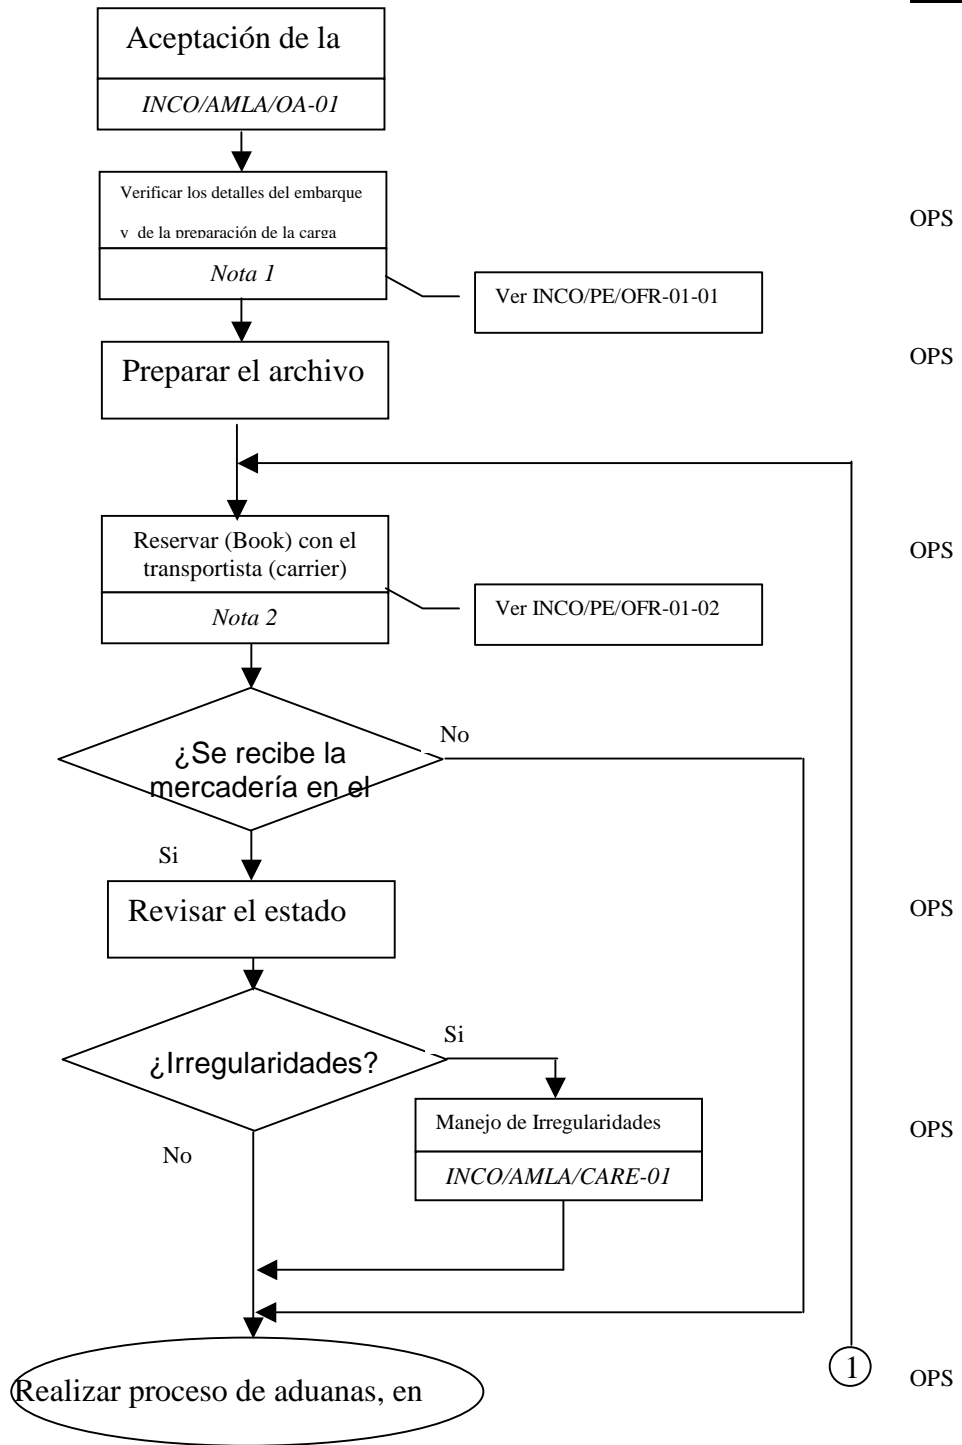 Aceptación de la
INCO/AMLA/OA-01
Verificar los detalles del embarque
y de la preparación de la carga
OPS
Nota 1
Ver INCO/PE/OFR-01-01
Preparar el archivo
OPS
Reservar (Book) con el
transportista (carrier)
OPS
Nota 2
Ver INCO/PE/OFR-01-02
¿Se recibe la
mercadería en el
No
Si
Revisar el estado
OPS
¿Irregularidades?
Si
No
Manejo de Irregularidades
OPS
INCO/AMLA/CARE-01
Realizar proceso de aduanas, en
1
OPS